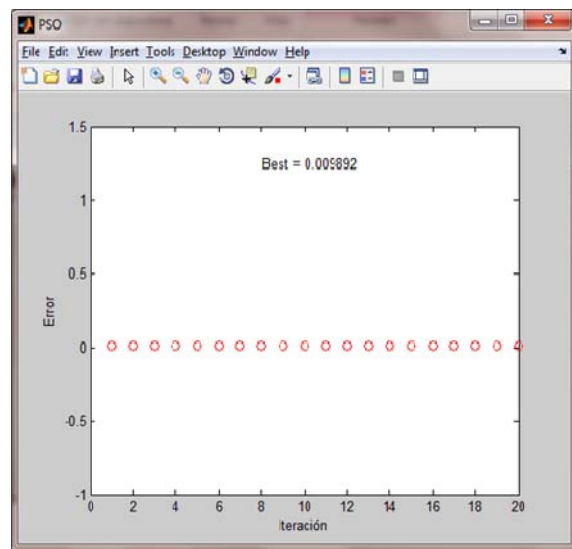 PSO
File Edit View Insert Tools Desktop Window Help
Best = 0.009892
1.5
1
0.5
0
-0.5
-1
Error
0 2 4 6 8 10 12 14 16 18 20
Iteración